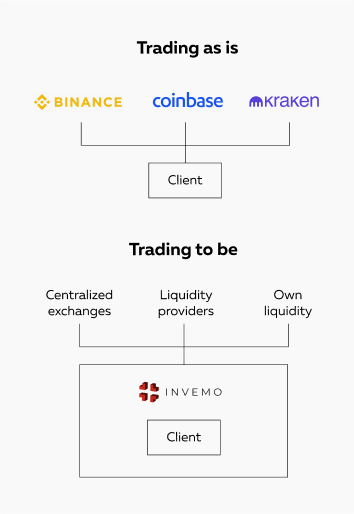 Trading as is
BINANCE
coinbase
kraken
Client
Trading to be
Centralized
exchanges
Liquidity
providers
Own
liquidity
INVEMO
Client